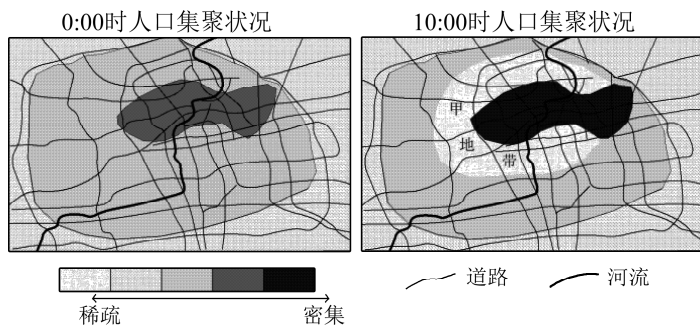 0:00时人口集聚状况
10:00时人口集聚状况
甲
地
带
稀疏
密集
道路
河流